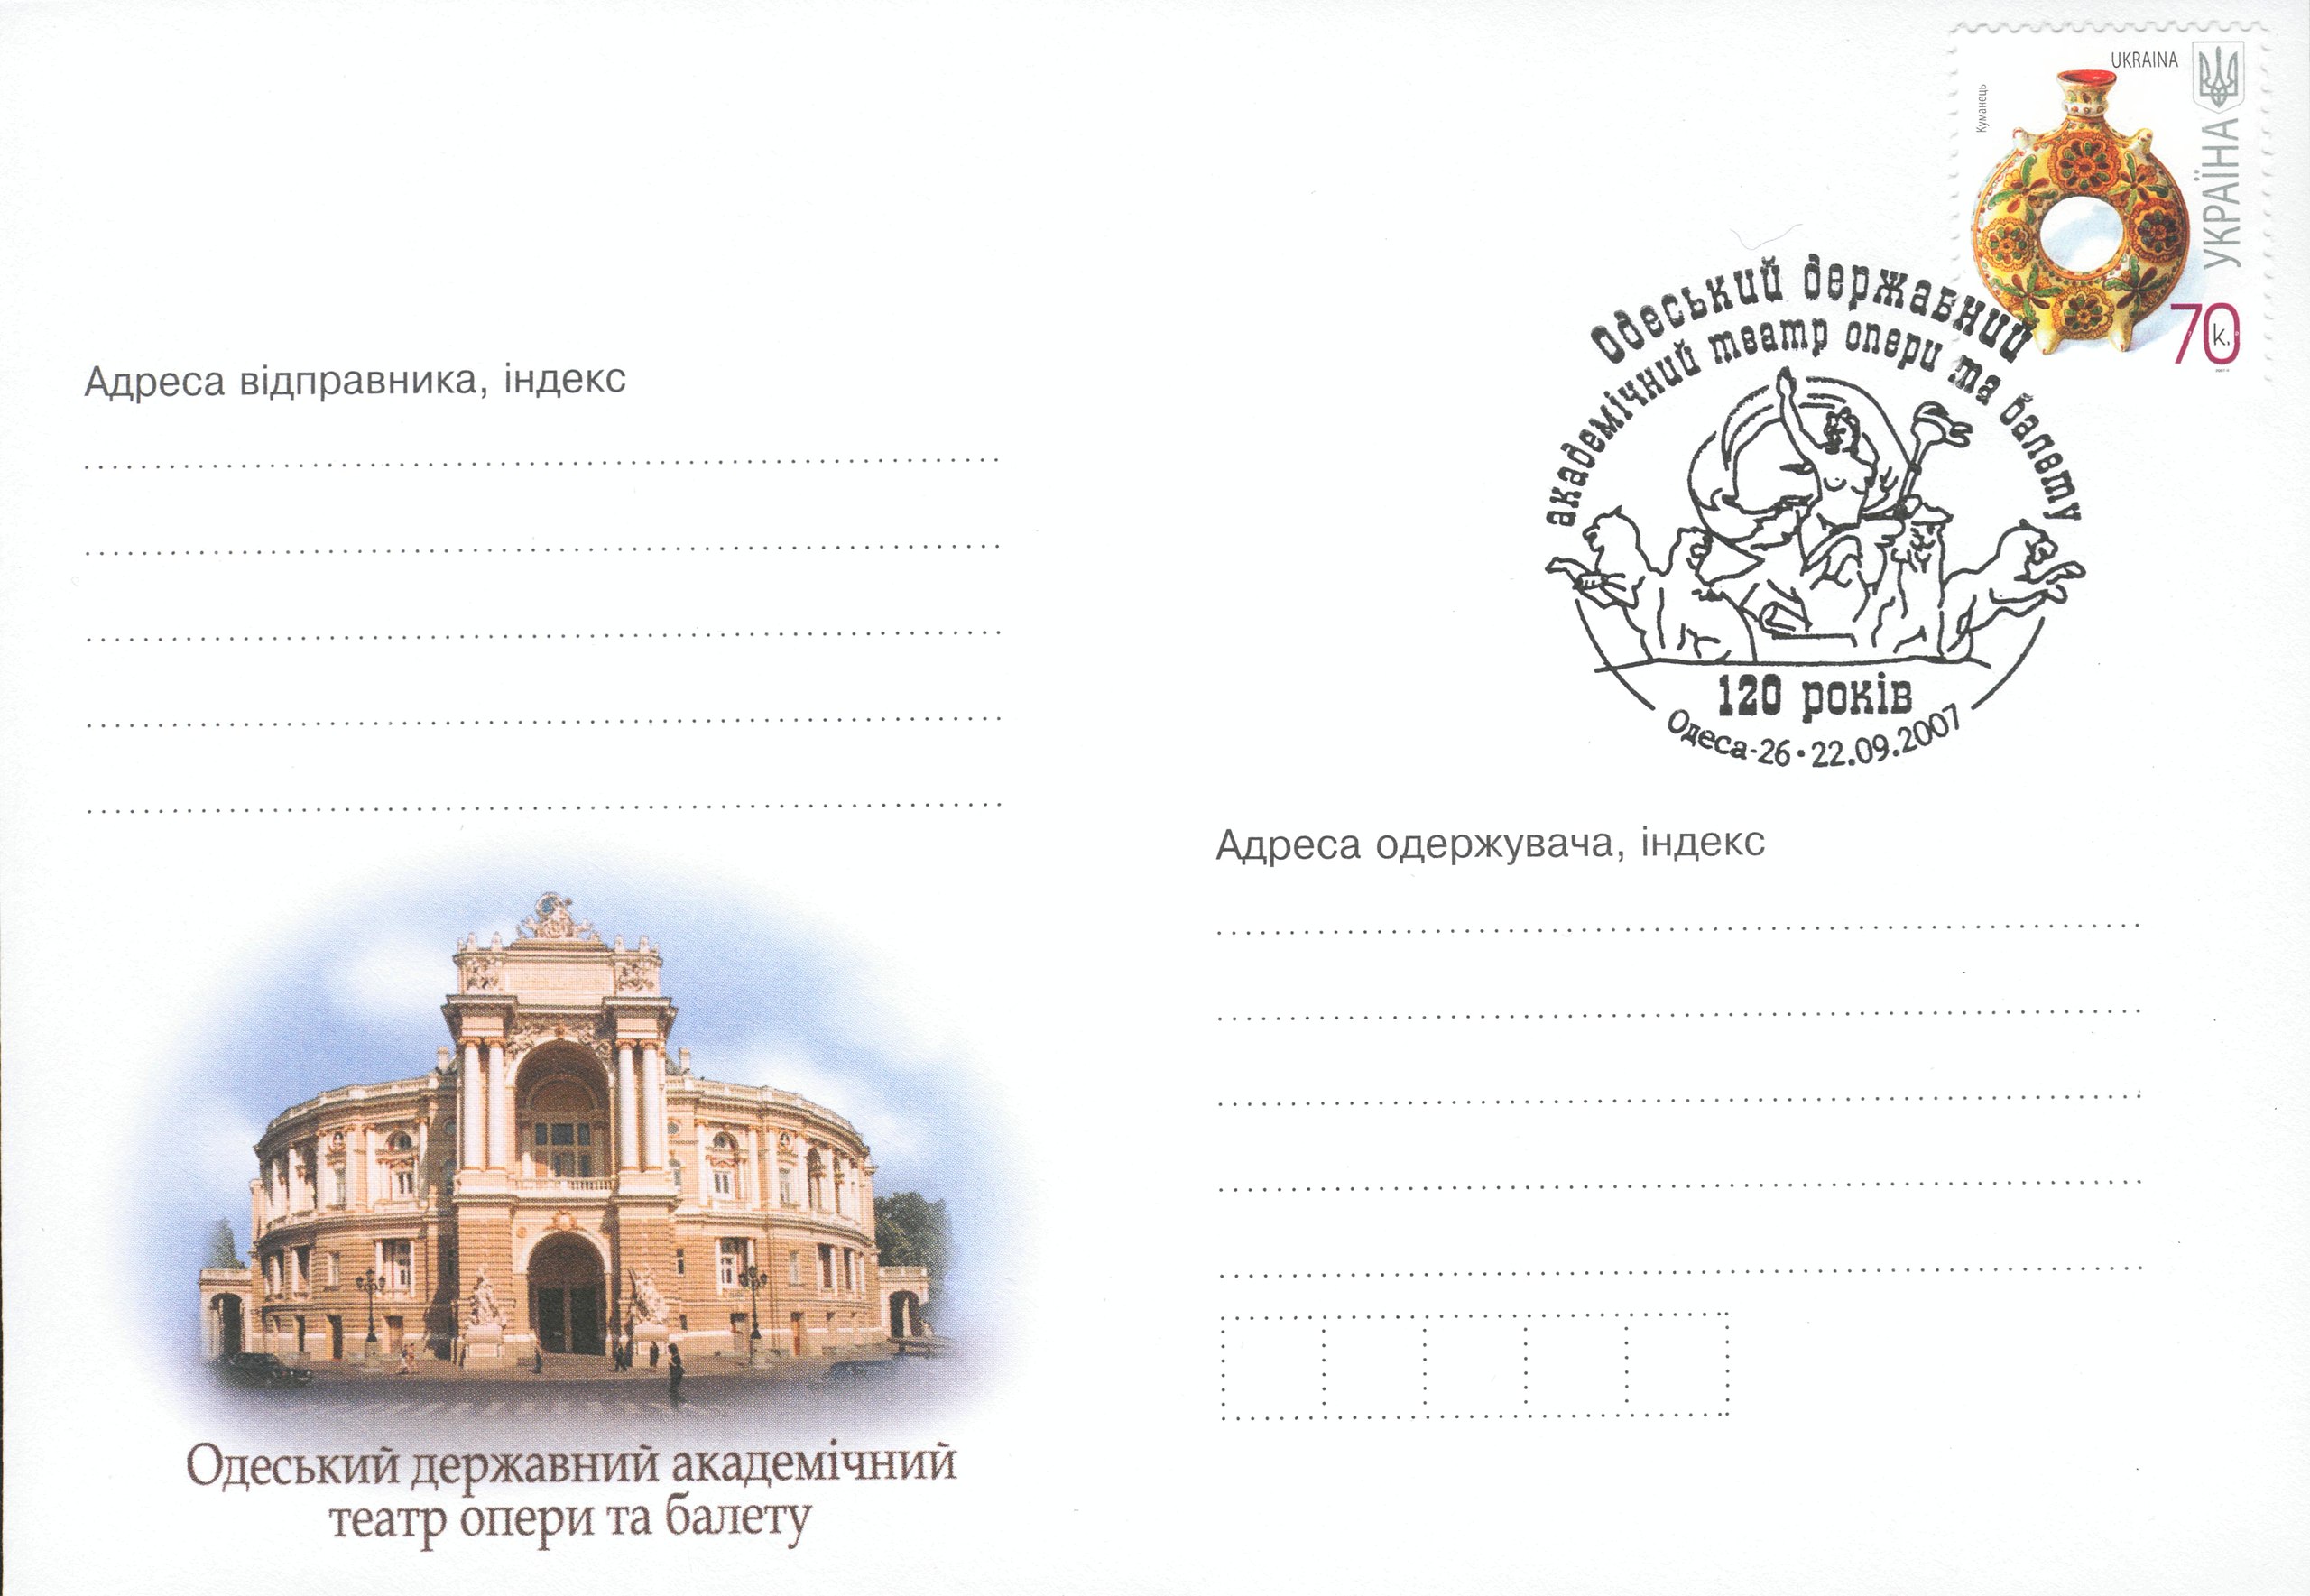 UKRAINA
Куманець
УКРАЇНА
70
к.
Одеський державний
академічний театр опери та балету
120 років
Одеса-26 · 22.09.2007
Адреса відправника, індекс
Адреса одержувача, індекс
Одеський державний академічний
театр опери та балету